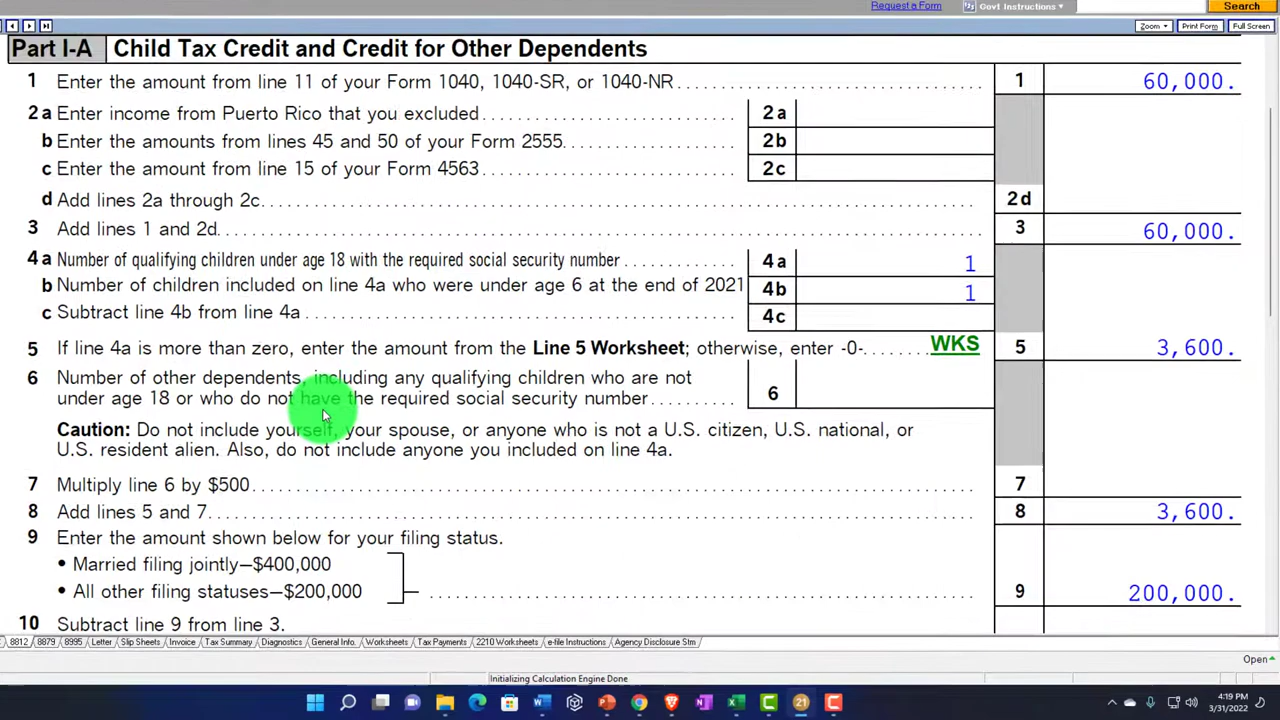 Request a Form
Govt Instructions
Search
Zoom
Print Form
Full Screen
Part I-A Child Tax Credit and Credit for Other Dependents
1 Enter the amount from line 11 of your Form 1040, 1040-SR, or 1040-NR 1 60,000.
2a Enter income from Puerto Rico that you excluded 2a
b Enter the amounts from lines 45 and 50 of your Form 2555. 2b
c Enter the amount from line 15 of your Form 4563 2c
d Add lines 2a through 2c. 2d
3 Add lines 1 and 2d. 3 60,000.
4a Number of qualifying children under age 18 with the required social security number 4a 1
b Number of children included on line 4a who were under age 6 at the end of 2021 4b 1
c Subtract line 4b from line 4a 4c
5 If line 4a is more than zero, enter the amount from the Line 5 Worksheet; otherwise, enter -0-. WKS 5 3,600.
6 Number of other dependents, including any qualifying children who are not
under age 18 or who do not have the required social security number 6
Caution: Do not include yourself, your spouse, or anyone who is not a U.S. citizen, U.S. national, or
U.S. resident alien. Also, do not include anyone you included on line 4a.
7 Multiply line 6 by $500 7
8 Add lines 5 and 7. 8 3,600.
9 Enter the amount shown below for your filing status.
• Married filing jointly—$400,000
• All other filing statuses—$200,000 9 200,000.
10 Subtract line 9 from line 3.
8812 8879 8995 Letter Slip Sheets Invoice Tax Summary Diagnostics General Info. Worksheets Tax Payments 2210 Worksheets e-file Instructions Agency Disclosure Stm
Open
Initializing Calculation Engine Done
21
4:19 PM
3/31/2022